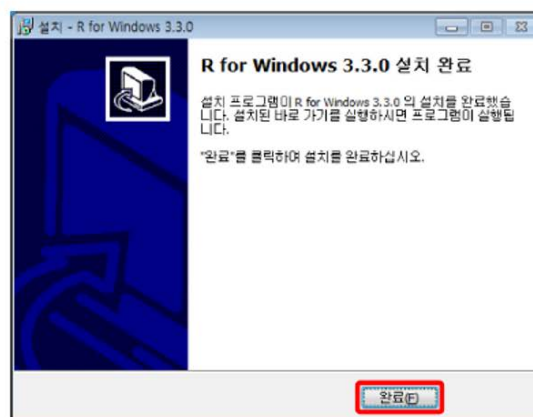 설치 - R for Windows 3.3.0
R for Windows 3.3.0 설치 완료
설치 프로그램이 R for Windows 3.3.0 의 설치를 완료했습
니다. 설치된 바로 가기를 실행하시면 프로그램이 실행됩
니다.
"완료"를 클릭하여 설치를 완료하십시오.
완료(F)